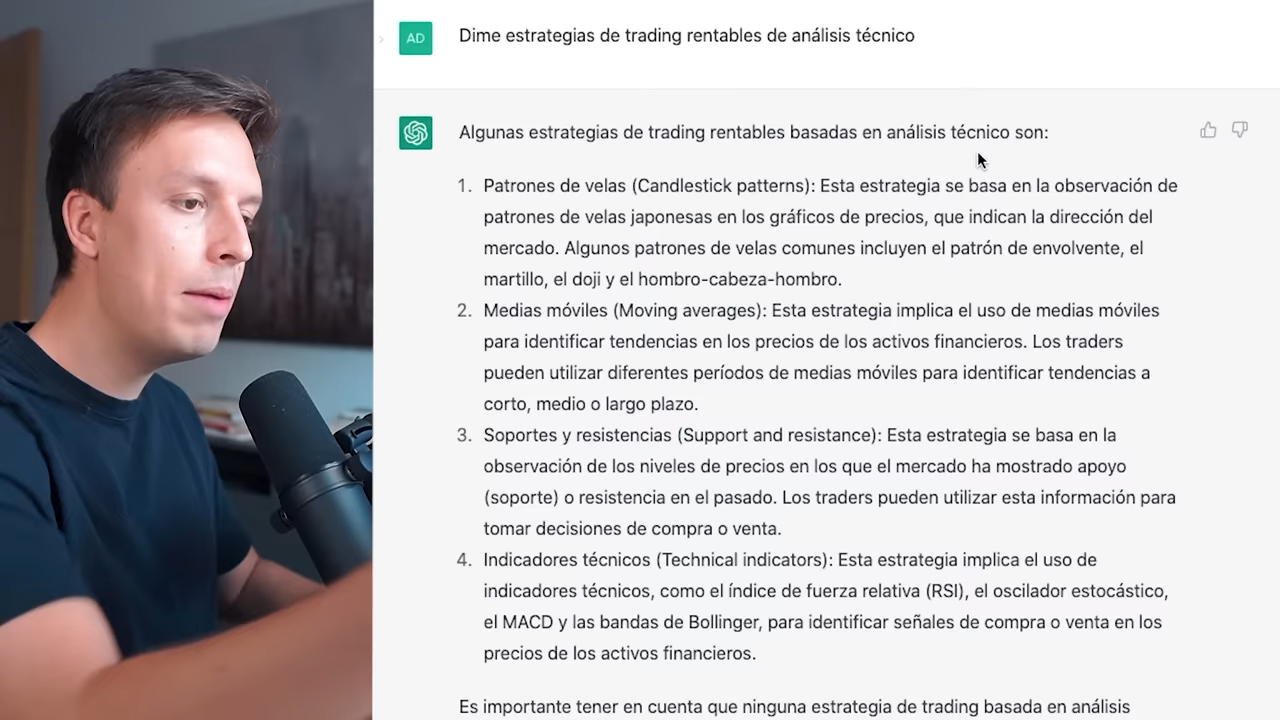 AD
Dime estrategias de trading rentables de análisis técnico
Algunas estrategias de trading rentables basadas en análisis técnico son:
1. Patrones de velas (Candlestick patterns): Esta estrategia se basa en la observación de
patrones de velas japonesas en los gráficos de precios, que indican la dirección del
mercado. Algunos patrones de velas comunes incluyen el patrón de envolvente, el
martillo, el doji y el hombro-cabeza-hombro.
2. Medias móviles (Moving averages): Esta estrategia implica el uso de medias móviles
para identificar tendencias en los precios de los activos financieros. Los traders
pueden utilizar diferentes períodos de medias móviles para identificar tendencias a
corto, medio o largo plazo.
3. Soportes y resistencias (Support and resistance): Esta estrategia se basa en la
observación de los niveles de precios en los que el mercado ha mostrado apoyo
(soporte) o resistencia en el pasado. Los traders pueden utilizar esta información para
tomar decisiones de compra o venta.
4. Indicadores técnicos (Technical indicators): Esta estrategia implica el uso de
indicadores técnicos, como el índice de fuerza relativa (RSI), el oscilador estocástico,
el MACD y las bandas de Bollinger, para identificar señales de compra o venta en los
precios de los activos financieros.
Es importante tener en cuenta que ninguna estrategia de trading basada en análisis